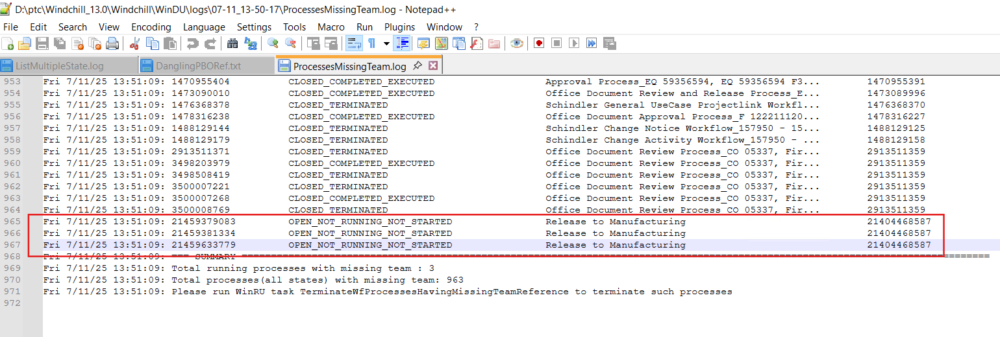 D:\ptc\Windchill_13.0\Windchill\WinDU\logs\07-11_13-50-17\ProcessesMissingTeam.log - Notepad++
File Edit Search View Encoding Language Settings Tools Macro Run Plugins Window ?
ListMultipleState.log DanglingPBORef.txt ProcessesMissingTeam.log
953 Fri 7/11/25 13:51:09: 1470955404 CLOSED_COMPLETED_EXECUTED Approval Process_EQ 59356594, EQ 59356594 F3... 1470955391
954 Fri 7/11/25 13:51:09: 1473090010 CLOSED_COMPLETED_EXECUTED Office Document Review and Release Process_E... 1473089996
955 Fri 7/11/25 13:51:09: 1476368378 CLOSED_TERMINATED Schindler General UseCase Projectlink Workfl... 1476368370
956 Fri 7/11/25 13:51:09: 1478316238 CLOSED_COMPLETED_EXECUTED Office Document Approval Process_F 122211120... 1478316227
957 Fri 7/11/25 13:51:09: 1488129144 CLOSED_TERMINATED Schindler Change Notice Workflow_157950 - 15... 1488129125
958 Fri 7/11/25 13:51:09: 1488129179 CLOSED_TERMINATED Schindler Change Activity Workflow_157950 - ... 1488129158
959 Fri 7/11/25 13:51:09: 2913511371 CLOSED_TERMINATED Office Document Review Process_CO 05337, Fir... 2913511359
960 Fri 7/11/25 13:51:09: 3498203979 CLOSED_COMPLETED_EXECUTED Office Document Review Process_CO 05337, Fir... 2913511359
961 Fri 7/11/25 13:51:09: 3498508419 CLOSED_TERMINATED Office Document Review Process_CO 05337, Fir... 2913511359
962 Fri 7/11/25 13:51:09: 3500007221 CLOSED_TERMINATED Office Document Review Process_CO 05337, Fir... 2913511359
963 Fri 7/11/25 13:51:09: 3500007268 CLOSED_COMPLETED_EXECUTED Office Document Review Process_CO 05337, Fir... 2913511359
964 Fri 7/11/25 13:51:09: 3500008769 CLOSED_TERMINATED Office Document Review Process_CO 05337, Fir... 2913511359
965 Fri 7/11/25 13:51:09: 21459379083 OPEN_NOT_RUNNING_NOT_STARTED Release to Manufacturing 21404468587
966 Fri 7/11/25 13:51:09: 21459381334 OPEN_NOT_RUNNING_NOT_STARTED Release to Manufacturing 21404468587
967 Fri 7/11/25 13:51:09: 21459633779 OPEN_NOT_RUNNING_NOT_STARTED Release to Manufacturing 21404468587
968 Fri 7/11/25 13:51:09: === SUMMARY ================================================================
969 Fri 7/11/25 13:51:09: Total running processes with missing team : 3
970 Fri 7/11/25 13:51:09: Total processes(all states) with missing team: 963
971 Fri 7/11/25 13:51:09: Please run WinRU task TerminateWfProcessesHavingMissingTeamReference to terminate such processes
972